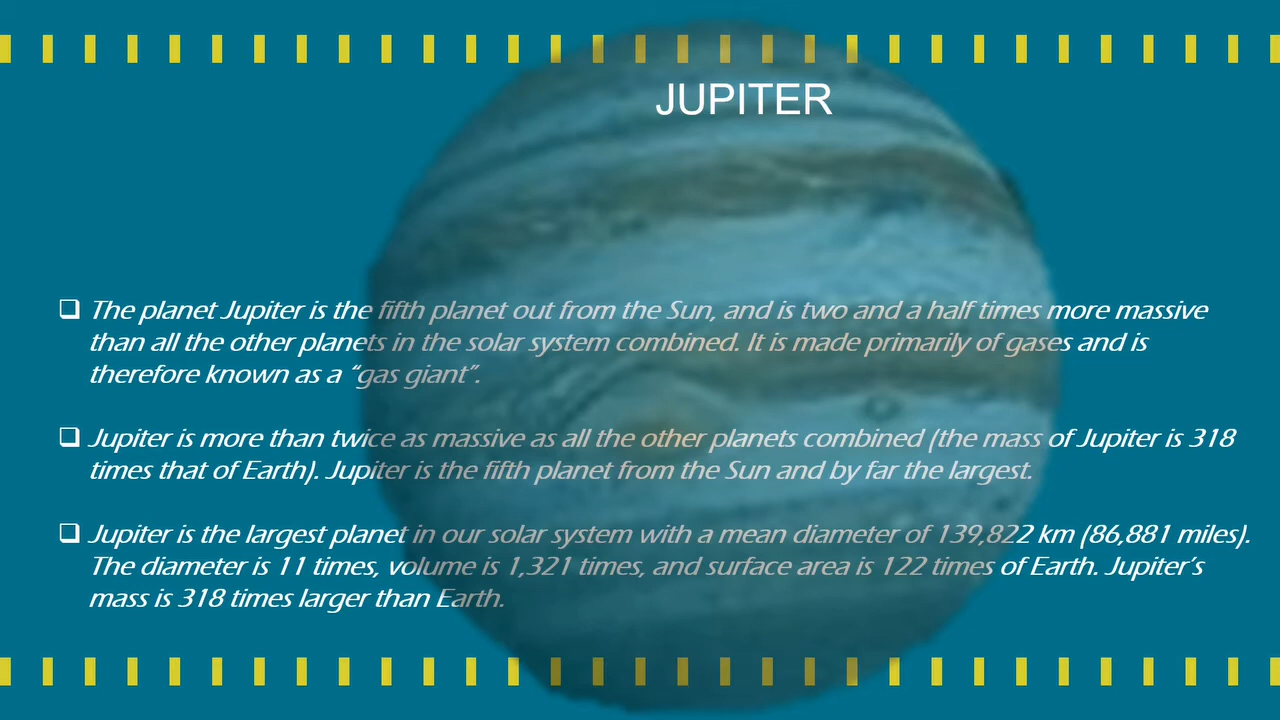 JUPITER
❑ The planet Jupiter is the fifth planet out from the Sun, and is two and a half times more massive
than all the other planets in the solar system combined. It is made primarily of gases and is
therefore known as a “gas giant”.
❑ Jupiter is more than twice as massive as all the other planets combined (the mass of Jupiter is 318
times that of Earth). Jupiter is the fifth planet from the Sun and by far the largest.
❑ Jupiter is the largest planet in our solar system with a mean diameter of 139,822 km (86,881 miles).
The diameter is 11 times, volume is 1,321 times, and surface area is 122 times of Earth. Jupiter’s
mass is 318 times larger than Earth.